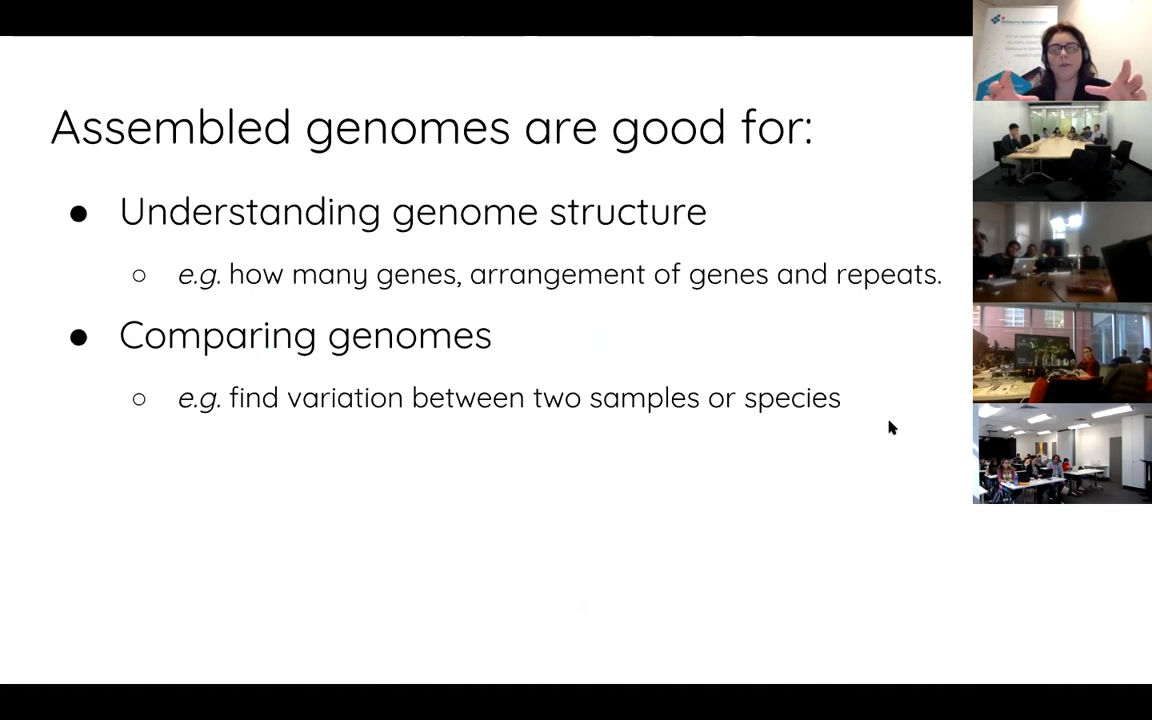 Assembled genomes are good for:
● Understanding genome structure
○ e.g. how many genes, arrangement of genes and repeats.
● Comparing genomes
○ e.g. find variation between two samples or species